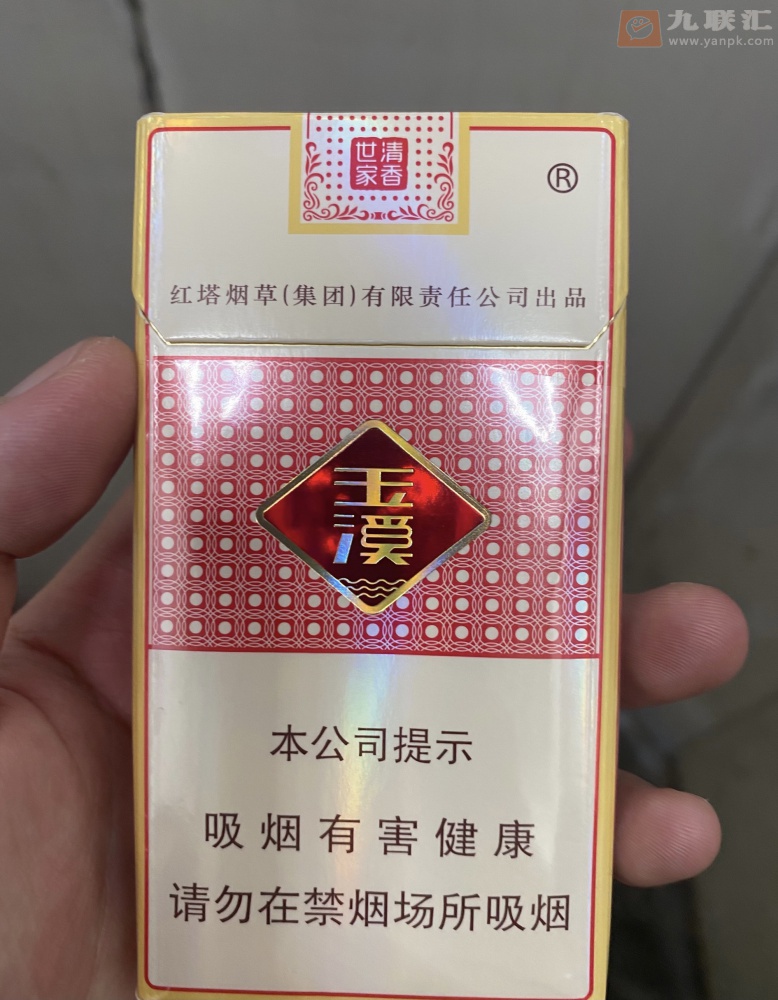 九联汇
www.yanpk.com
清香
世家
®
红塔烟草(集团)有限责任公司出品
玉溪
本公司提示
吸烟有害健康
请勿在禁烟场所吸烟